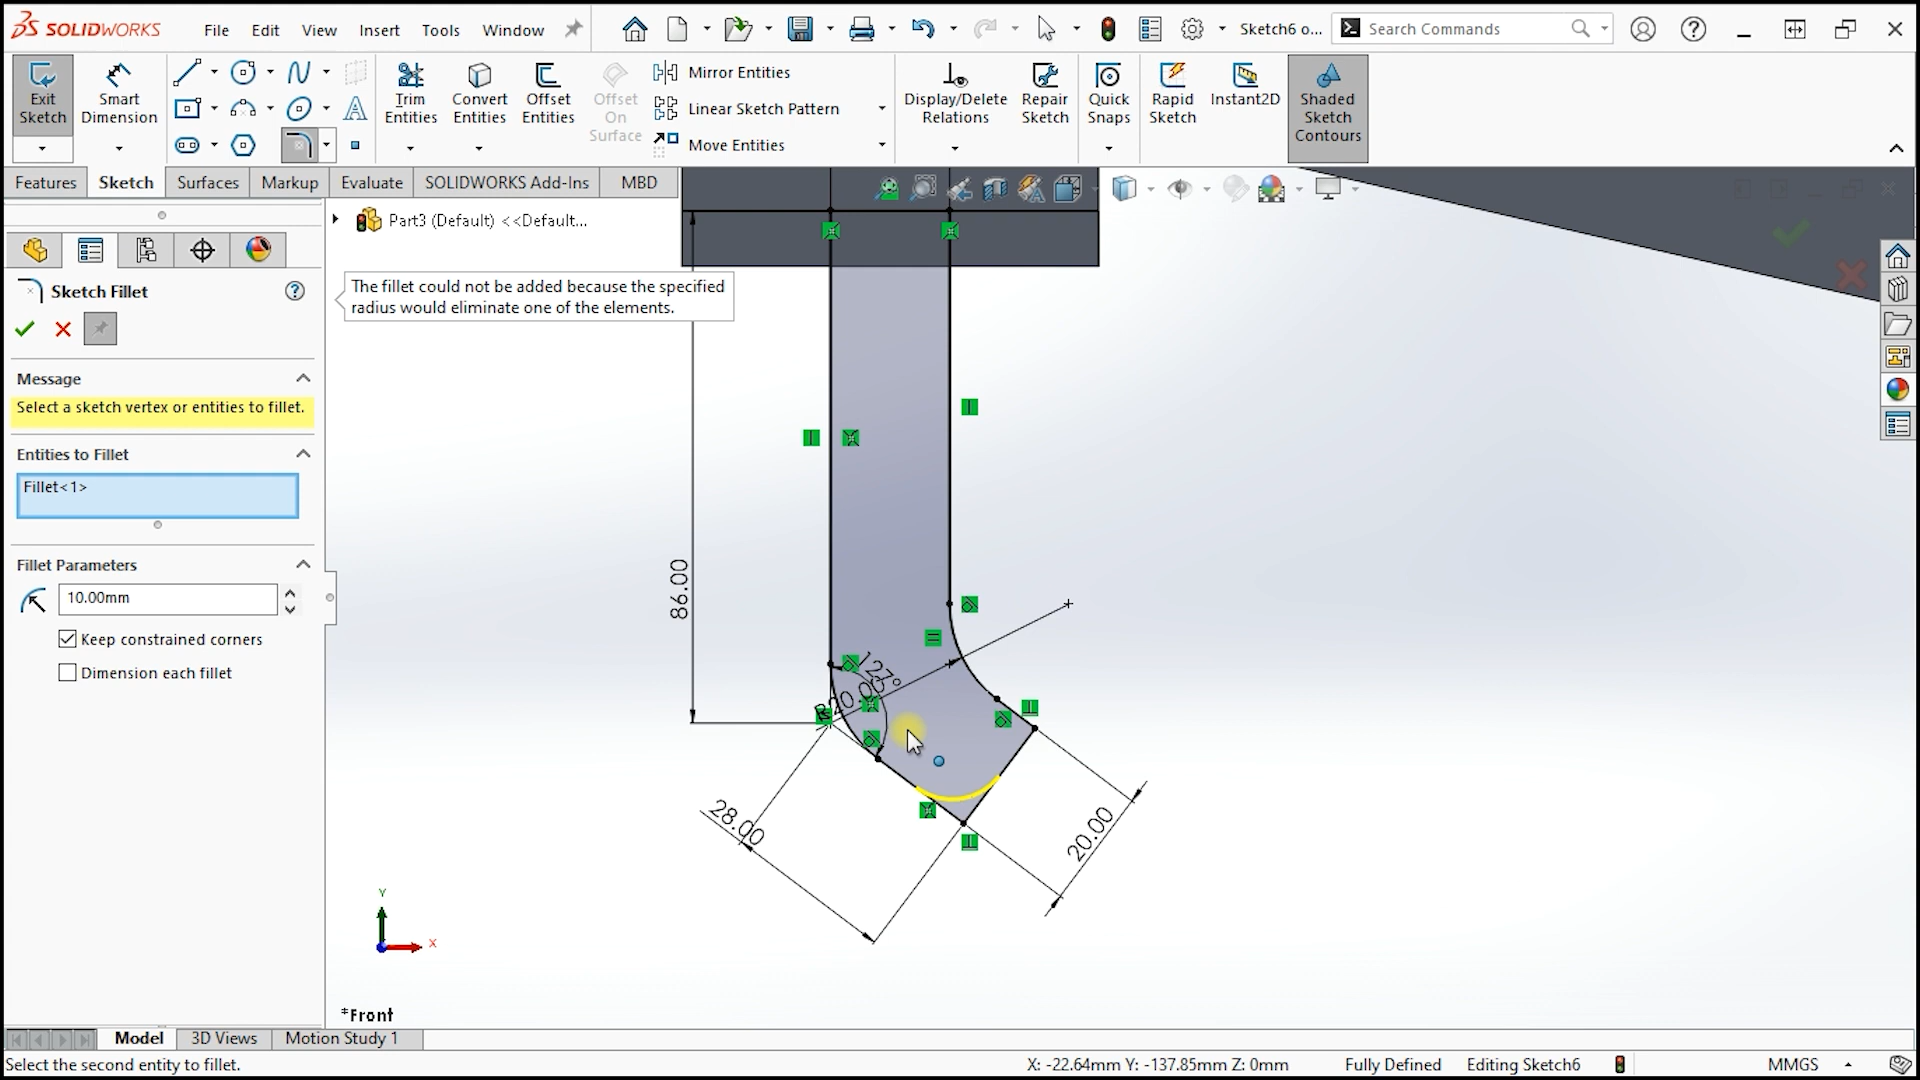 SOLIDWORKS File Edit View Insert Tools Window Sketch6 o... Search Commands
Exit Sketch
Smart Dimension
Trim Entities
Convert Entities
Offset Entities
Offset On Surface
Mirror Entities
Linear Sketch Pattern
Move Entities
Display/Delete Relations
Repair Sketch
Quick Snaps
Rapid Sketch
Instant2D
Shaded Sketch Contours
Features Sketch Surfaces Markup Evaluate SOLIDWORKS Add-Ins MBD
Part3 (Default) <<Default...
Sketch Fillet
The fillet could not be added because the specified
radius would eliminate one of the elements.
Message
Select a sketch vertex or entities to fillet.
Entities to Fillet
Fillet<1>
Fillet Parameters
10.00mm
Keep constrained corners
Dimension each fillet
86.00
127°
R20.00
28.00
20.00
Y
X
*Front
Model 3D Views Motion Study 1
Select the second entity to fillet. X: -22.64mm Y: -137.85mm Z: 0mm Fully Defined Editing Sketch6 MMGS